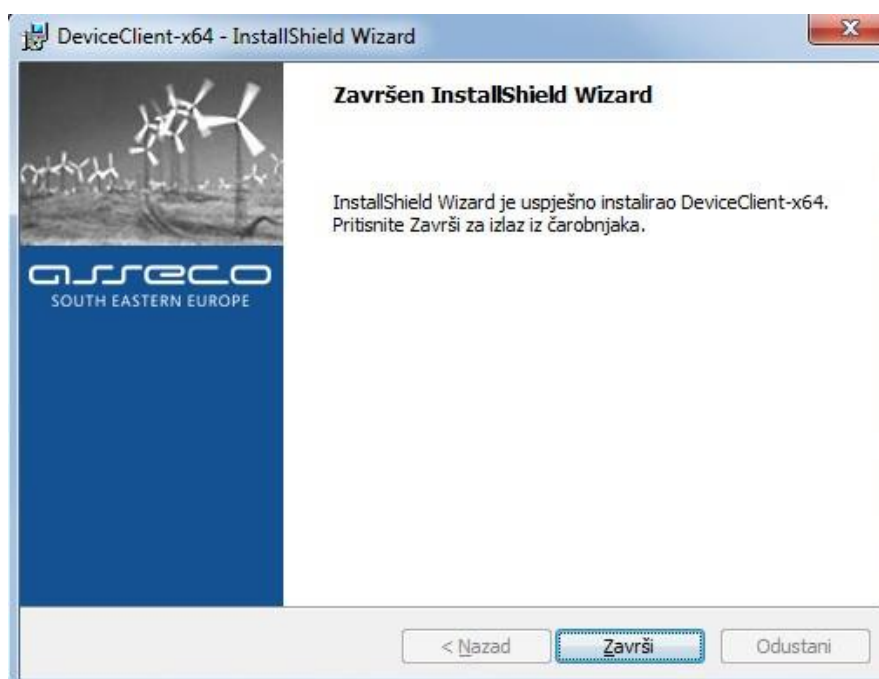 DeviceClient-x64 - InstallShield Wizard
Završen InstallShield Wizard
InstallShield Wizard je uspješno instalirao DeviceClient-x64.
Pritisnite Završi za izlaz iz čarobnjaka.
asseco
SOUTH EASTERN EUROPE
< Nazad
Završi
Odustani